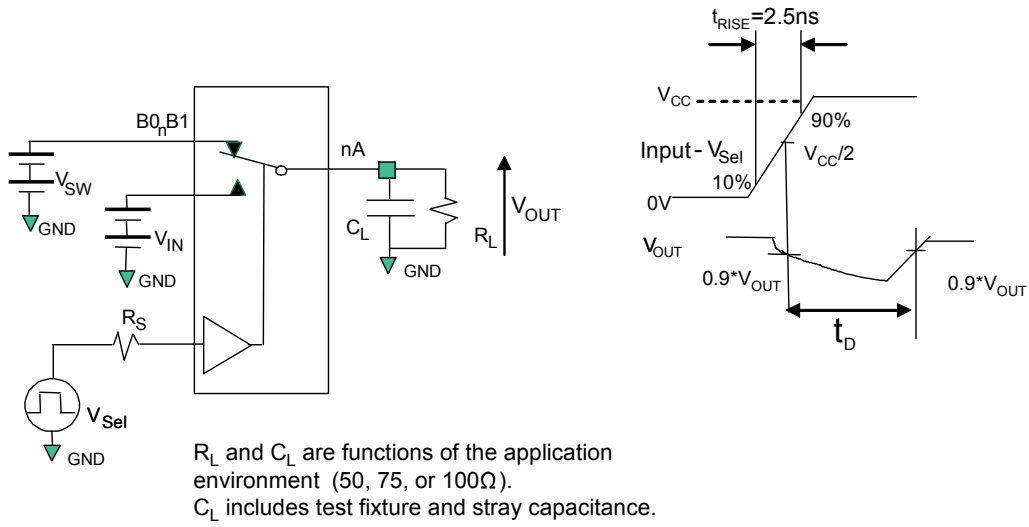 t_RISE=2.5ns
V_CC
90%
Input - V_Sel
V_CC/2
10%
0V
V_OUT
0.9*V_OUT
0.9*V_OUT
t_D
B0_nB1
nA
V_SW
GND
V_IN
GND
C_L
R_L
V_OUT
GND
R_S
V_Sel
GND
R_L and C_L are functions of the application
environment (50, 75, or 100Ω).
C_L includes test fixture and stray capacitance.